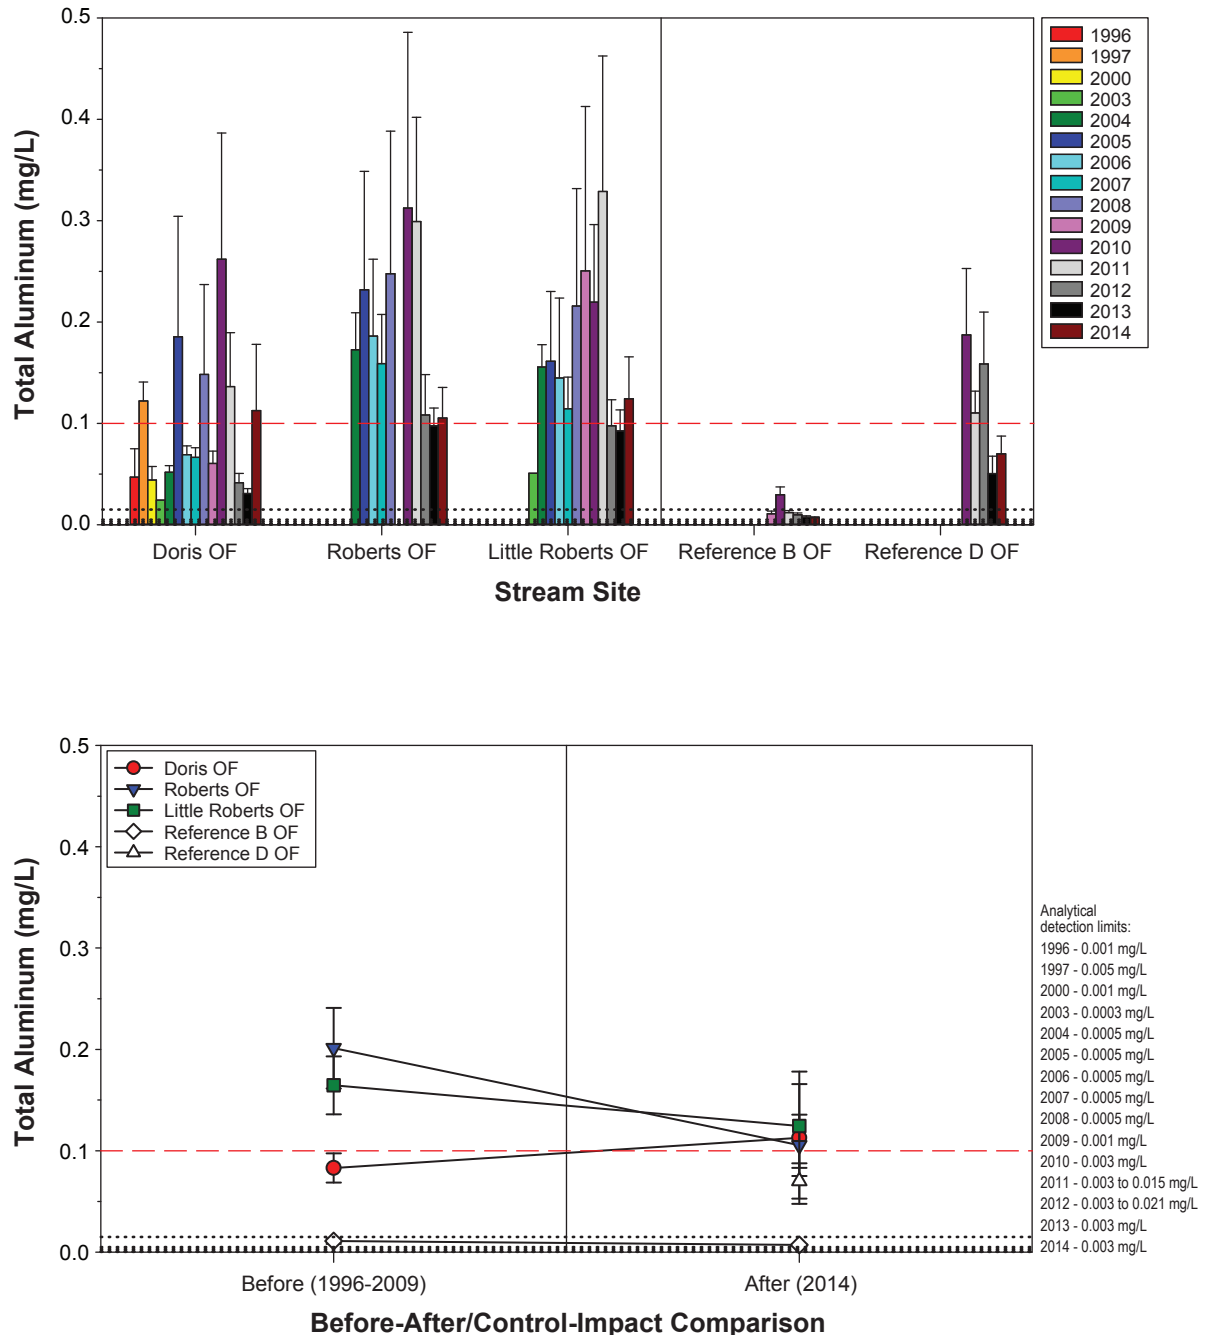 0.5
0.4
0.3
0.2
0.1
0.0
Total Aluminum (mg/L)
Doris OF
Roberts OF
Little Roberts OF
Reference B OF
Reference D OF
Stream Site
1996
1997
2000
2003
2004
2005
2006
2007
2008
2009
2010
2011
2012
2013
2014
0.5
0.4
0.3
0.2
0.1
0.0
Total Aluminum (mg/L)
Doris OF
Roberts OF
Little Roberts OF
Reference B OF
Reference D OF
Before (1996-2009)
After (2014)
Before-After/Control-Impact Comparison
Analytical
detection limits:
1996 - 0.001 mg/L
1997 - 0.005 mg/L
2000 - 0.001 mg/L
2003 - 0.0003 mg/L
2004 - 0.0005 mg/L
2005 - 0.0005 mg/L
2006 - 0.0005 mg/L
2007 - 0.0005 mg/L
2008 - 0.0005 mg/L
2009 - 0.001 mg/L
2010 - 0.003 mg/L
2011 - 0.003 to 0.015 mg/L
2012 - 0.003 to 0.021 mg/L
2013 - 0.003 mg/L
2014 - 0.003 mg/L